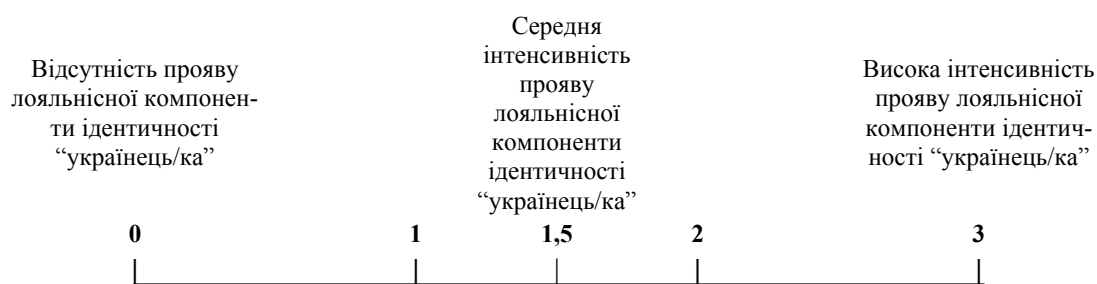 Відсутність прояву
лояльнісної компонен-
ти ідентичності
“українець/ка”
Середня
інтенсивність
прояву
лояльнісної
компоненти
ідентичності
“українець/ка”
Висока інтенсивність
прояву лояльнісної
компоненти ідентич-
ності “українець/ка”
0 1 1,5 2 3